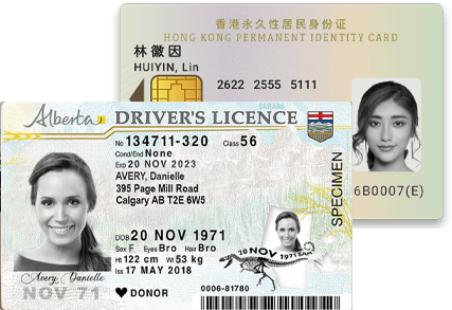 香港永久性居民身份证
HONG KONG PERMANENT IDENTITY CARD
林徽因
HUIYIN, Lin
2622 2555 5111
6B0007(E)
Alberta
DRIVER'S LICENCE
No 134711-320 Class 56
Cond/End None
Exp 20 NOV 2023
AVERY, Danielle
395 Page Mill Road
Calgary AB T2E 6W5
DOB 20 NOV 1971
Sex F Eyes Bro Hair Bro
Ht 122 cm Wt 53 kg
Iss 17 MAY 2018
DONOR
0006-81780
SPECIMEN
20 NOV 1971
Avery Danielle
NOV 71